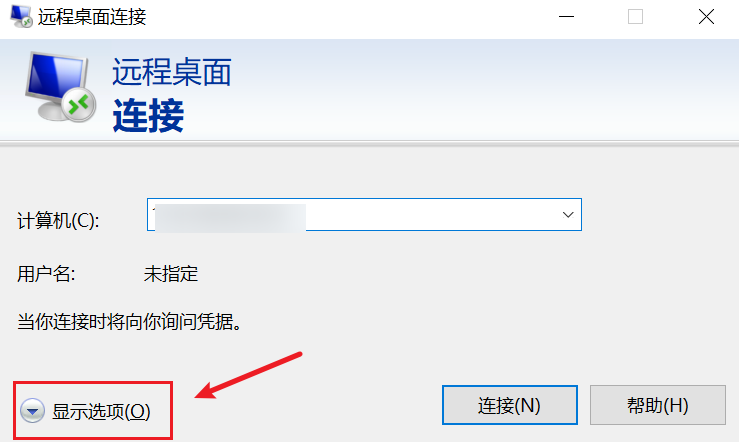 远程桌面连接
远程桌面
连接
计算机(C):
用户名: 未指定
当你连接时将向你询问凭据。
显示选项(O) 连接(N) 帮助(H)